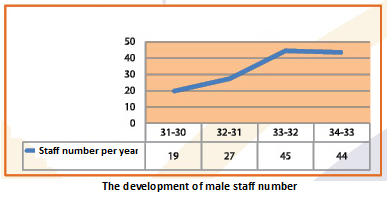 50
40
30
20
10
0
31-30 32-31 33-32 34-33
Staff number per year 19 27 45 44
The development of male staff number